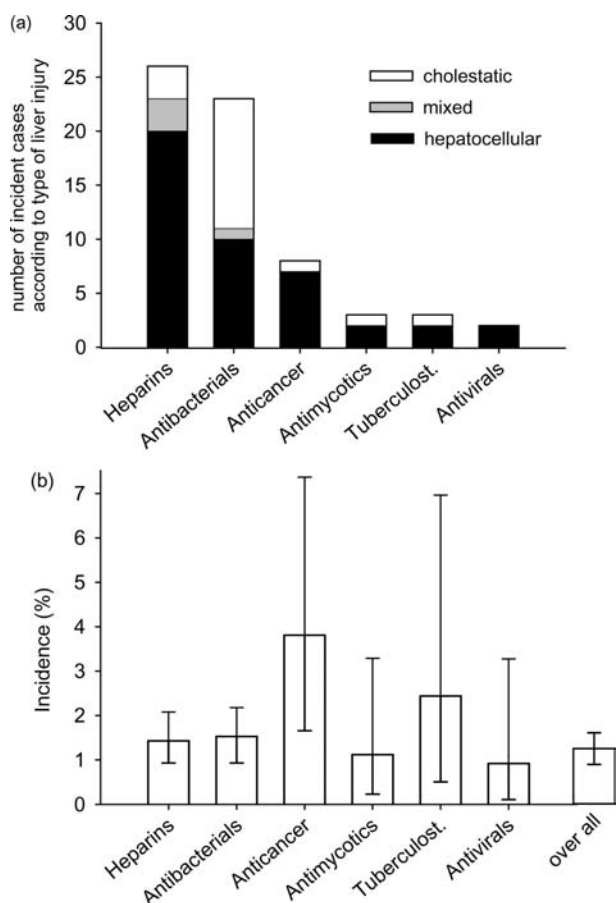 (a)
30
25
20
15
10
5
0
number of incident cases
according to type of liver injury
cholestatic
mixed
hepatocellular
Heparins
Antibacterials
Anticancer
Antimycotics
Tuberculost.
Antivirals
(b)
7
6
5
4
3
2
1
0
Incidence (%)
Heparins
Antibacterials
Anticancer
Antimycotics
Tuberculost.
Antivirals
over all